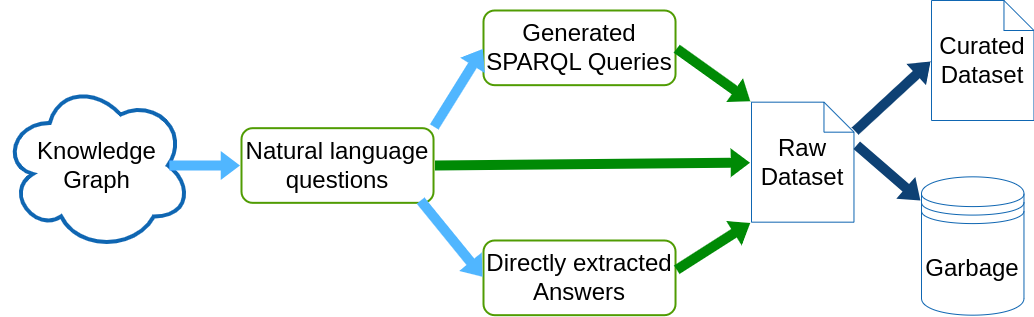 Knowledge
Graph
Natural language
questions
Generated
SPARQL Queries
Directly extracted
Answers
Raw
Dataset
Curated
Dataset
Garbage